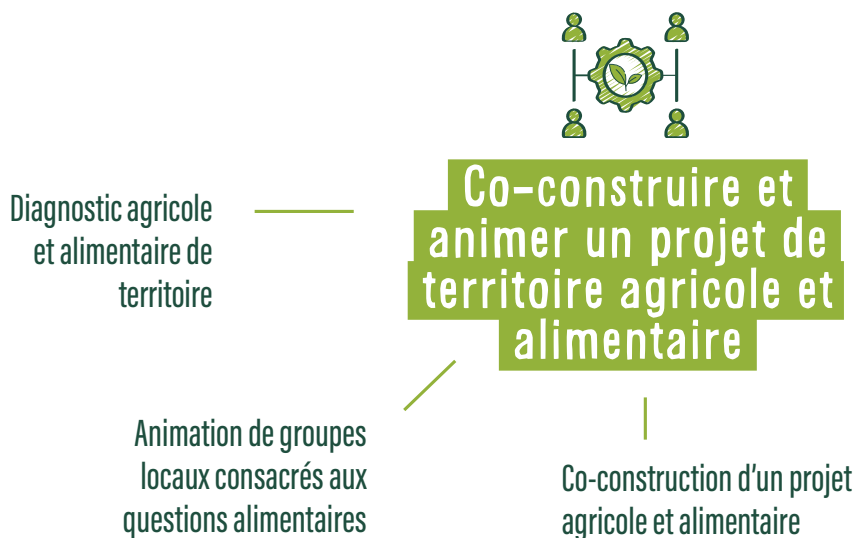 Co-construire et
animer un projet de
territoire agricole et
alimentaire
Diagnostic agricole
et alimentaire de
territoire
Animation de groupes
locaux consacrés aux
questions alimentaires
Co-construction d'un projet
agricole et alimentaire